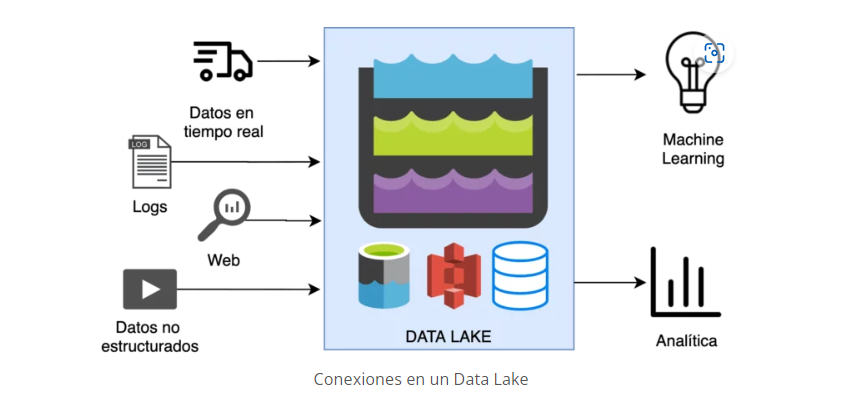 Datos en
tiempo real
LOG
Logs
Web
Datos no
estructurados
DATA LAKE
Machine
Learning
Analítica
Conexiones en un Data Lake